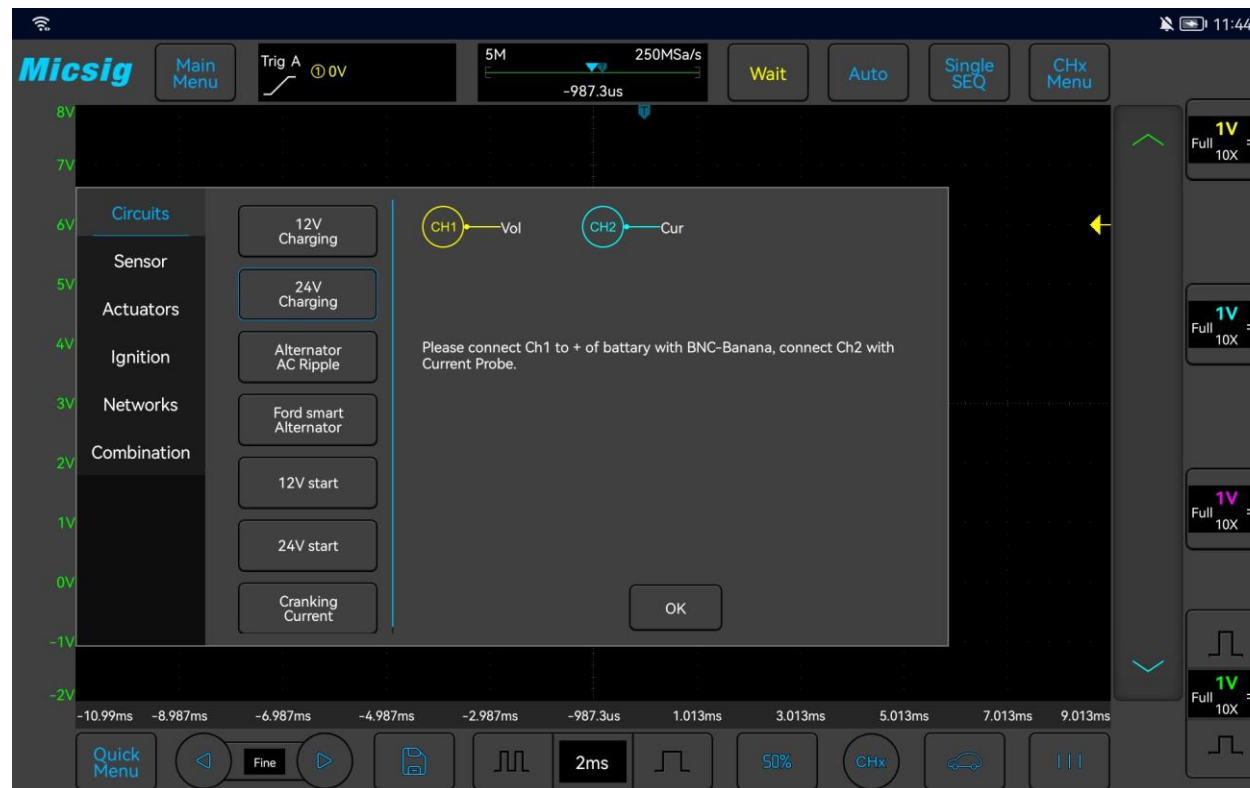 11:44
Micsig
Main
Menu
Trig A
① 0V
5M
250MSa/s
-987.3us
Wait
Auto
Single
SEQ
CHx
Menu
8V
7V
6V
5V
4V
3V
2V
1V
0V
-1V
-2V
T
Circuits
Sensor
Actuators
Ignition
Networks
Combination
12V
Charging
24V
Charging
Alternator
AC Ripple
Ford smart
Alternator
12V start
24V start
Cranking
Current
CH1
Vol
CH2
Cur
Please connect Ch1 to + of battary with BNC-Banana, connect Ch2 with
Current Probe.
OK
1V
Full
10X
1V
Full
10X
1V
Full
10X
1V
Full
10X
-10.99ms -8.987ms -6.987ms -4.987ms -2.987ms -987.3us 1.013ms 3.013ms 5.013ms 7.013ms 9.013ms
Quick
Menu
Fine
2ms
50%
CHx